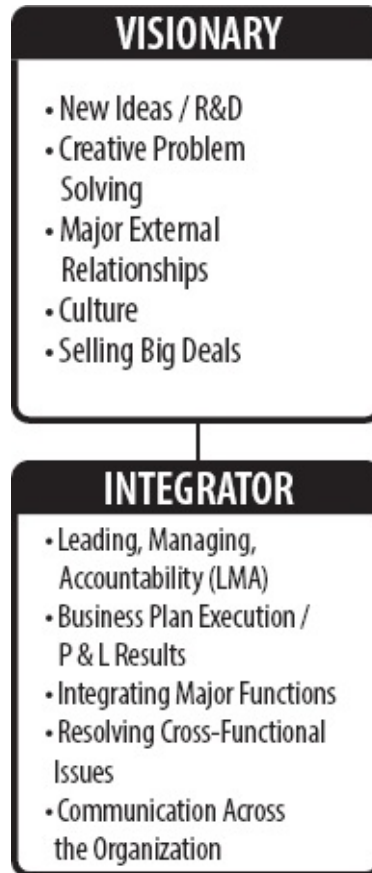 VISIONARY
• New Ideas / R&D
• Creative Problem
Solving
• Major External
Relationships
• Culture
• Selling Big Deals
INTEGRATOR
• Leading, Managing,
Accountability (LMA)
• Business Plan Execution /
P & L Results
• Integrating Major Functions
• Resolving Cross-Functional
Issues
• Communication Across
the Organization